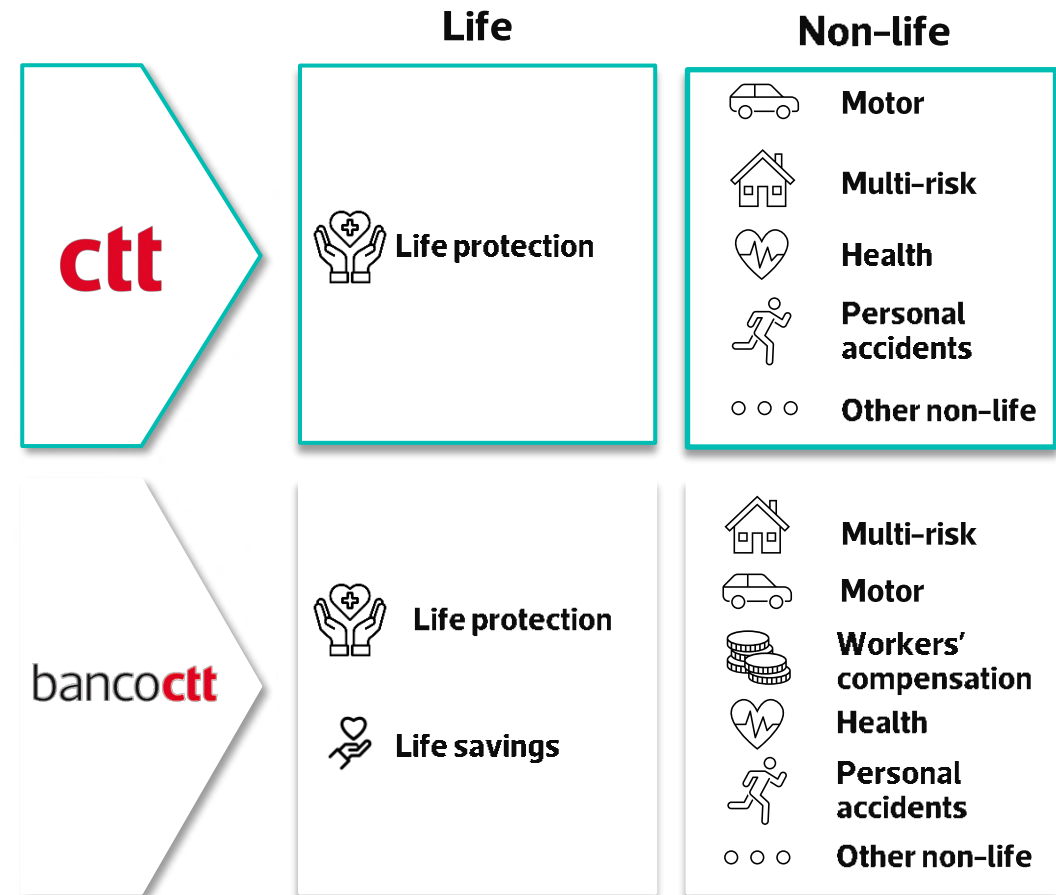 Life
Non-life
ctt
Life protection
Motor
Multi-risk
Health
Personal
accidents
Other non-life
bancoctt
Life protection
Life savings
Multi-risk
Motor
Workers’
compensation
Health
Personal
accidents
Other non-life